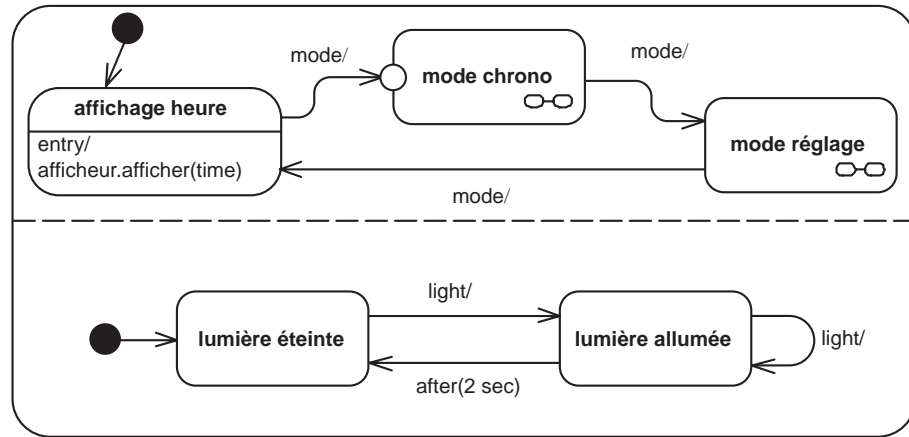 mode/
mode chrono
mode/
affichage heure
entry/
afficheur.afficher(time)
mode réglage
mode/
light/
lumière éteinte
lumière allumée
light/
after(2 sec)